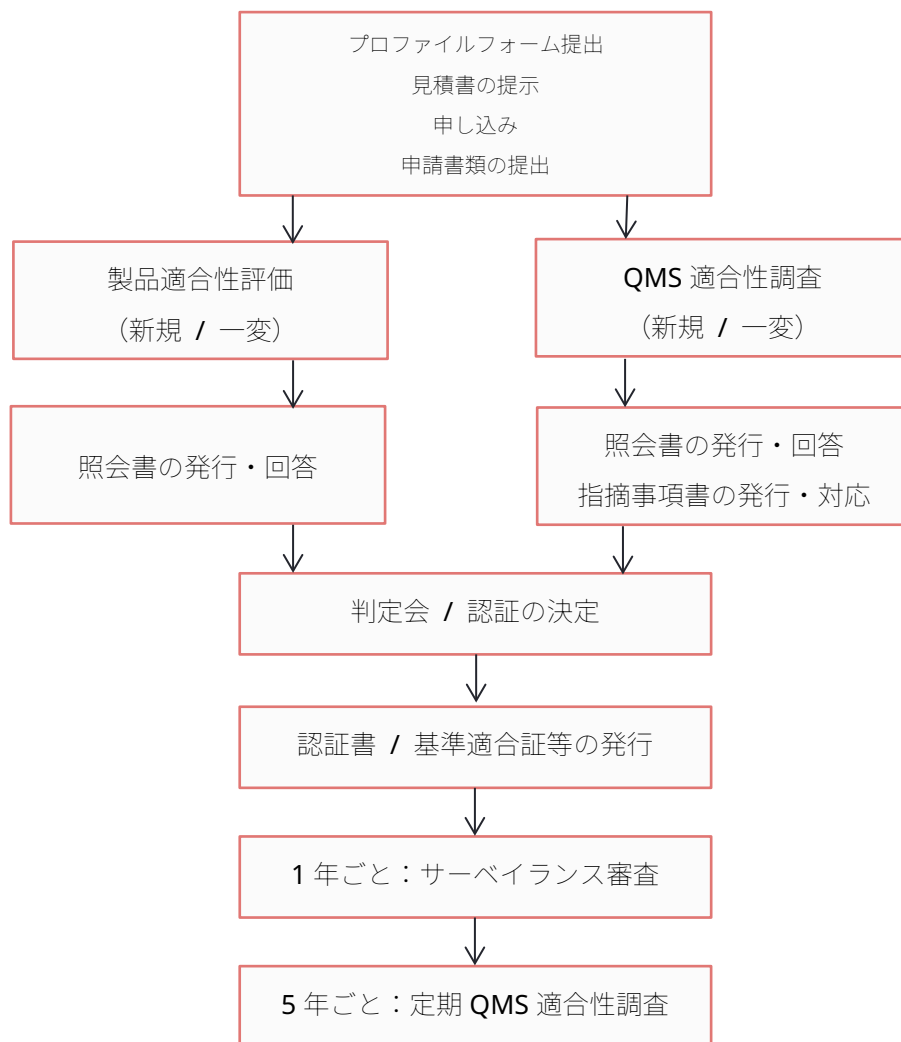 プロファイルフォーム提出
見積書の提示
申し込み
申請書類の提出
製品適合性評価
（新規 / 一変）
QMS 適合性調査
（新規 / 一変）
照会書の発行・回答
照会書の発行・回答
指摘事項書の発行・対応
判定会 / 認証の決定
認証書 / 基準適合証等の発行
1 年ごと：サーベイランス審査
5 年ごと：定期 QMS 適合性調査